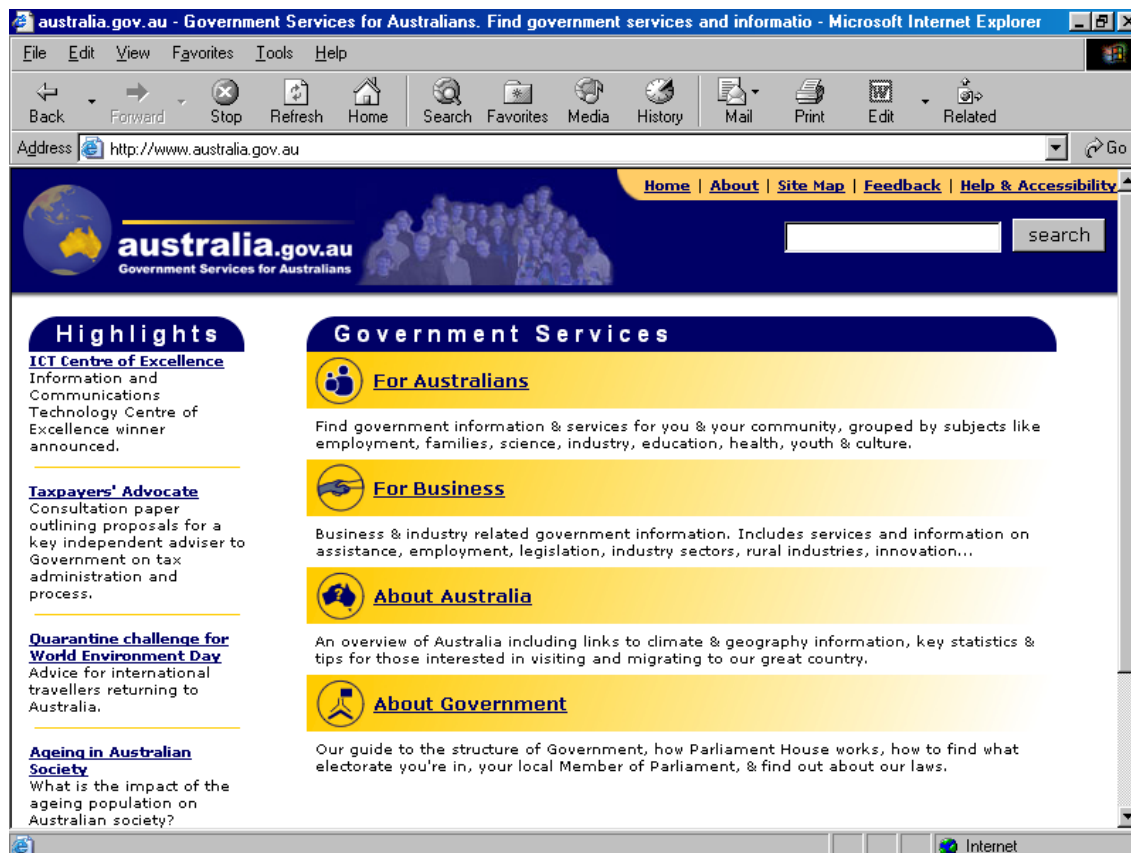 australia.gov.au - Government Services for Australians. Find government services and informatio - Microsoft Internet Explorer
File Edit View Favorites Tools Help
Back Forward Stop Refresh Home Search Favorites Media History Mail Print Edit Related
Address http://www.australia.gov.au Go
Home | About | Site Map | Feedback | Help & Accessibility
australia.gov.au
Government Services for Australians
search
Highlights
ICT Centre of Excellence
Information and
Communications
Technology Centre of
Excellence winner
announced.
Taxpayers' Advocate
Consultation paper
outlining proposals for a
key independent adviser to
Government on tax
administration and
process.
Quarantine challenge for
World Environment Day
Advice for international
travellers returning to
Australia.
Ageing in Australian
Society
What is the impact of the
ageing population on
Australian society?
Government Services
For Australians
Find government information & services for you & your community, grouped by subjects like
employment, families, science, industry, education, health, youth & culture.
For Business
Business & industry related government information. Includes services and information on
assistance, employment, legislation, industry sectors, rural industries, innovation...
About Australia
An overview of Australia including links to climate & geography information, key statistics &
tips for those interested in visiting and migrating to our great country.
About Government
Our guide to the structure of Government, how Parliament House works, how to find what
electorate you're in, your local Member of Parliament, & find out about our laws.
Internet